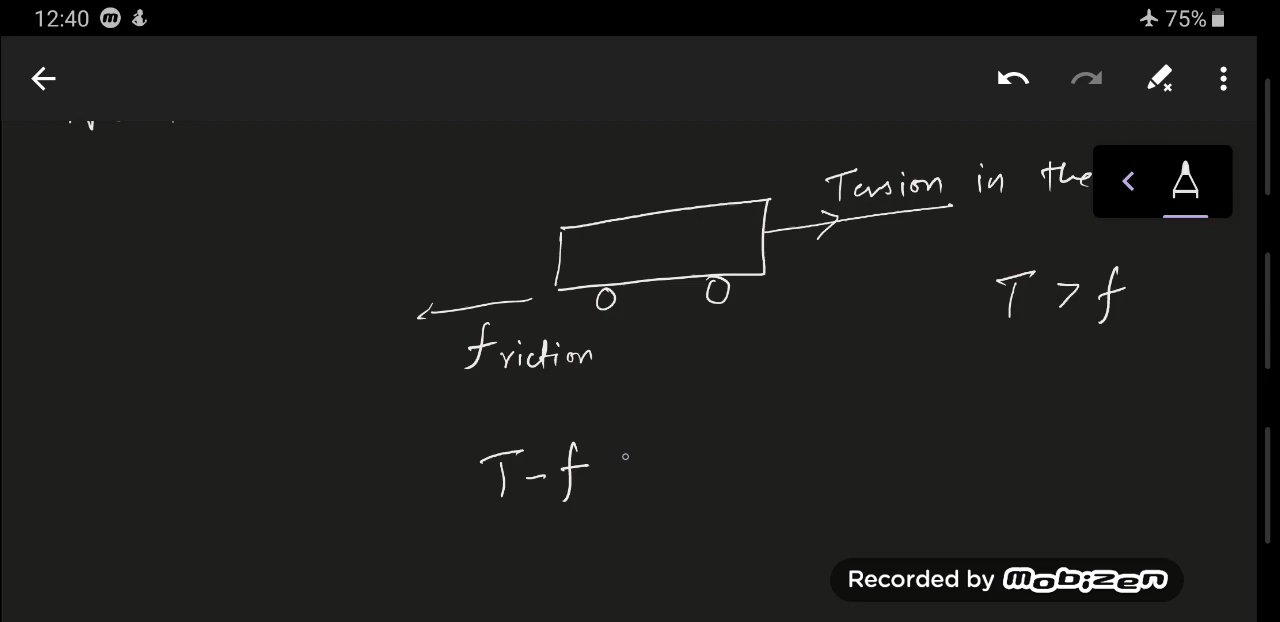 12:40
75%
Tension in the
T > f
friction
T - f
Recorded by mobizen